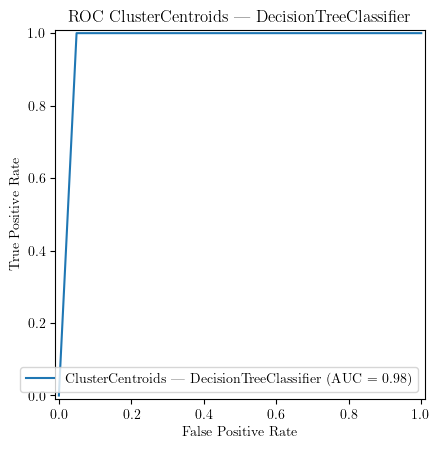 ROC ClusterCentroids — DecisionTreeClassifier
1.0
0.8
0.6
0.4
0.2
0.0
True Positive Rate
ClusterCentroids — DecisionTreeClassifier (AUC = 0.98)
0.0 0.2 0.4 0.6 0.8 1.0
False Positive Rate